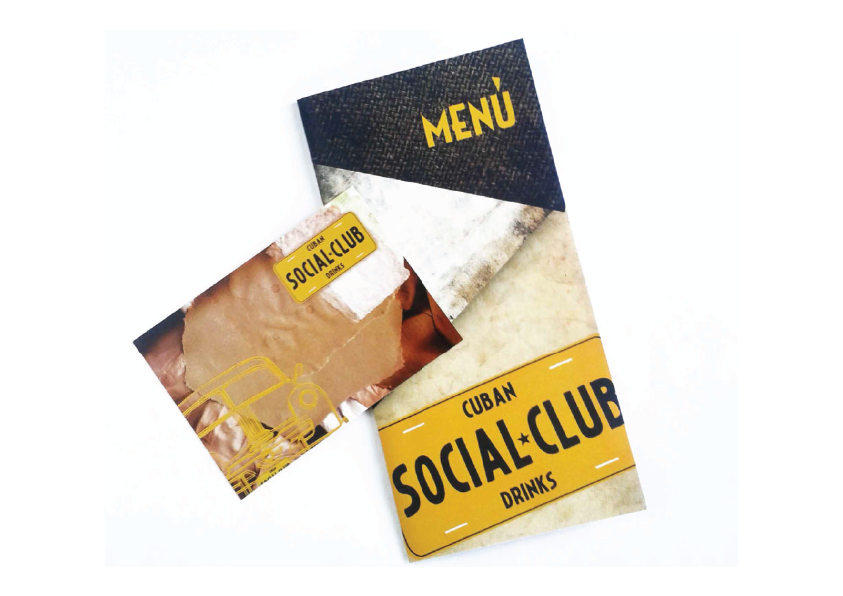 MENÚ
CUBAN
SOCIAL★CLUB
DRINKS
CUBAN
SOCIAL★CLUB
DRINKS